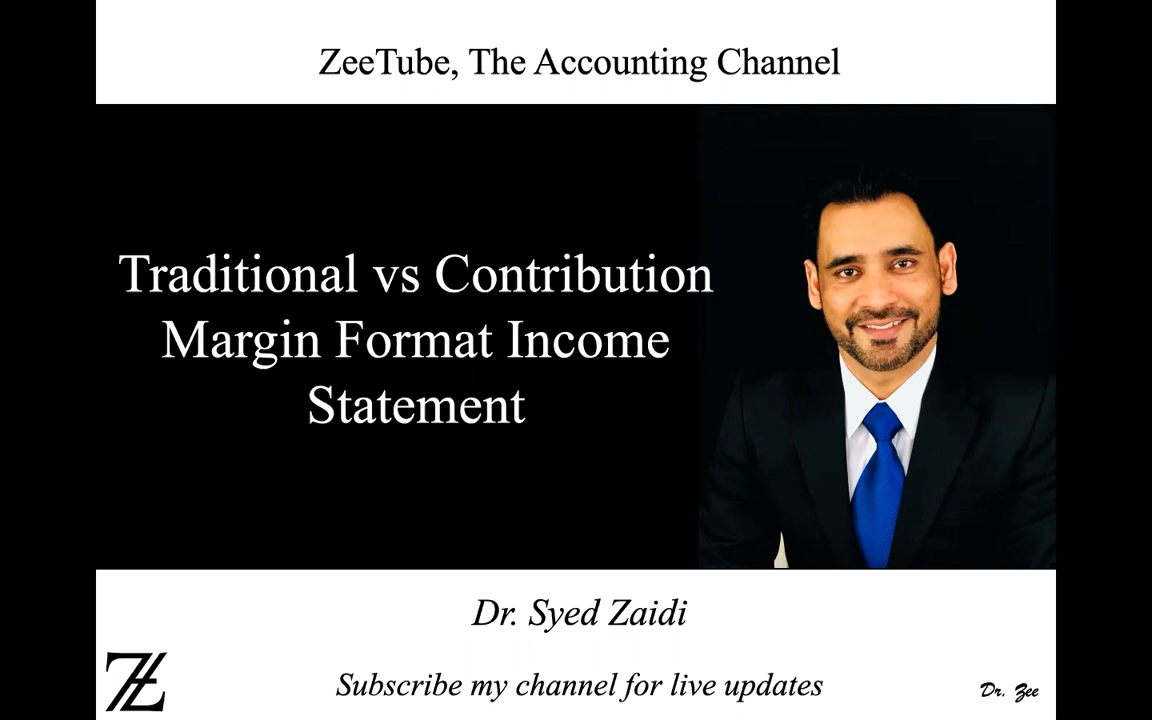 ZeeTube, The Accounting Channel
Traditional vs Contribution
Margin Format Income
Statement
Dr. Syed Zaidi
Subscribe my channel for live updates
Dr. Zee